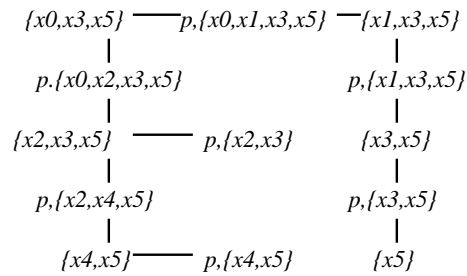 {x0,x3,x5} p,{x0,x1,x3,x5} {x1,x3,x5}
p.{x0,x2,x3,x5} p,{x1,x3,x5}
{x2,x3,x5} p,{x2,x3} {x3,x5}
p,{x2,x4,x5} p,{x3,x5}
{x4,x5} p,{x4,x5} {x5}